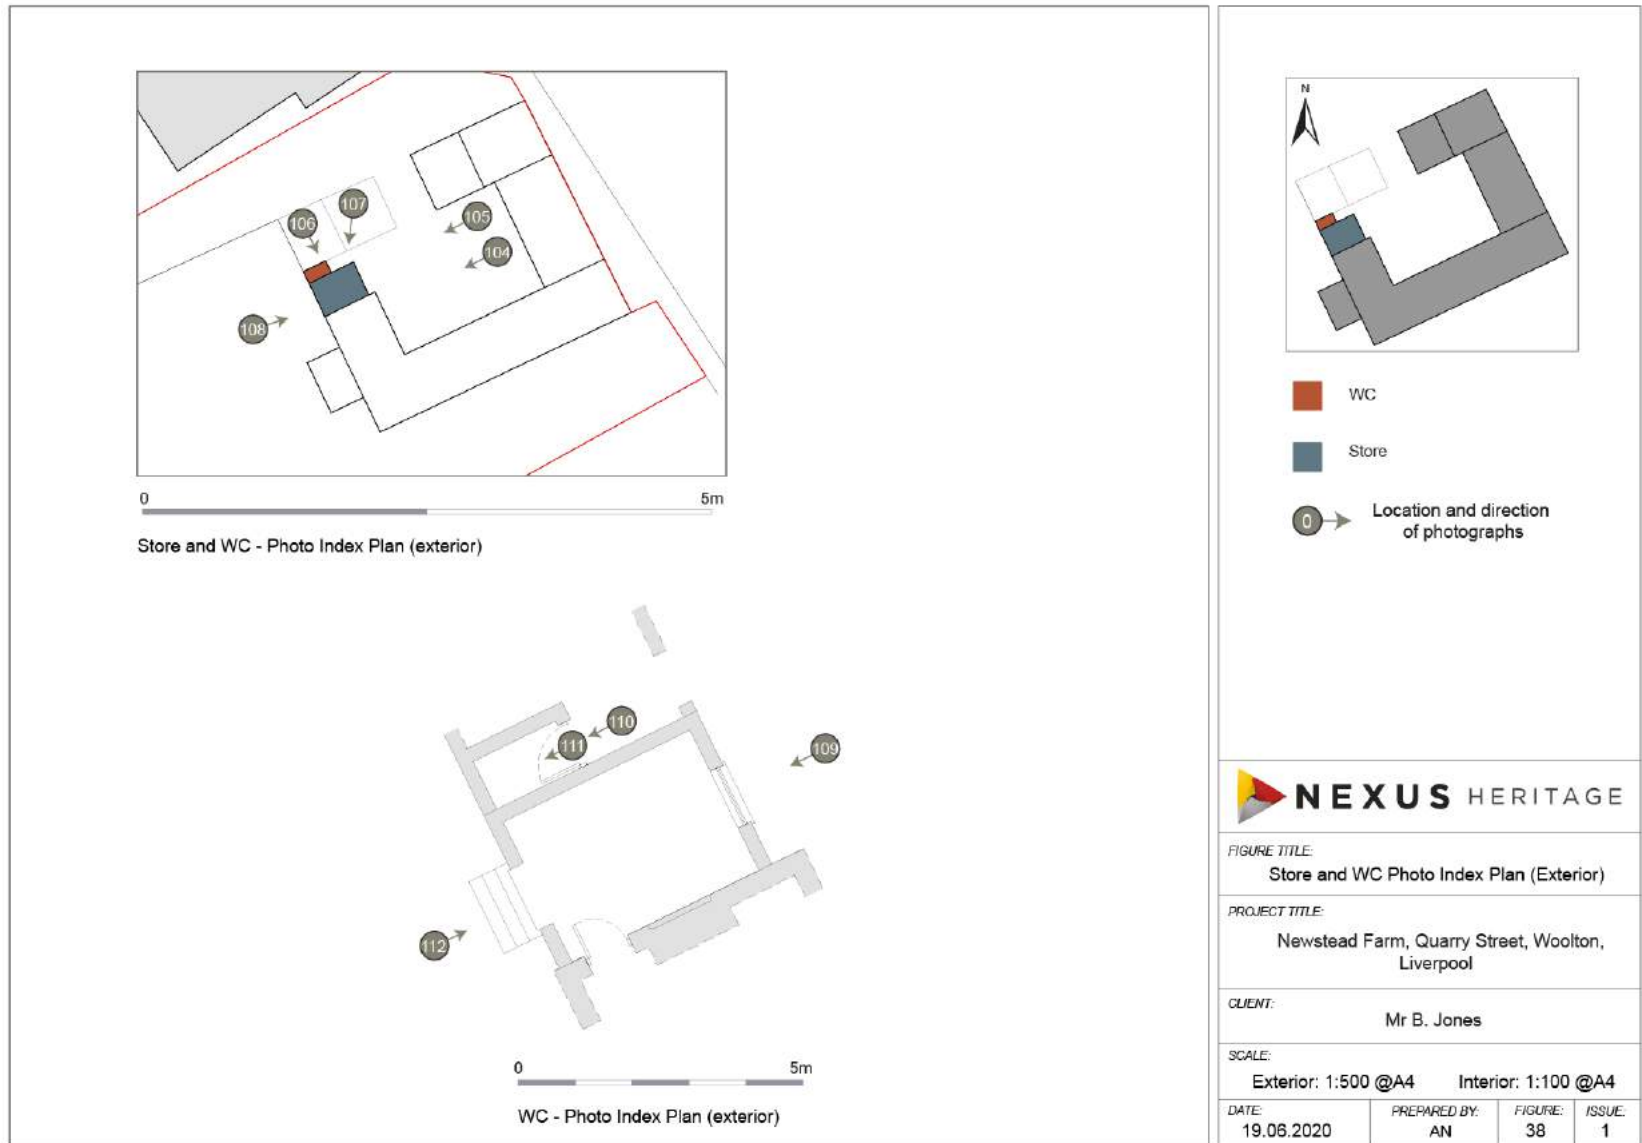 106
107
105
104
108
0 5m
Store and WC - Photo Index Plan (exterior)
110
111
109
112
0 5m
WC - Photo Index Plan (exterior)
N
WC
Store
0 Location and direction
of photographs
NEXUS HERITAGE
FIGURE TITLE:
Store and WC Photo Index Plan (Exterior)
PROJECT TITLE:
Newstead Farm, Quarry Street, Woolton,
Liverpool
CLIENT:
Mr B. Jones
SCALE:
Exterior: 1:500 @A4 Interior: 1:100 @A4
DATE: PREPARED BY: FIGURE: ISSUE:
19.06.2020 AN 38 1